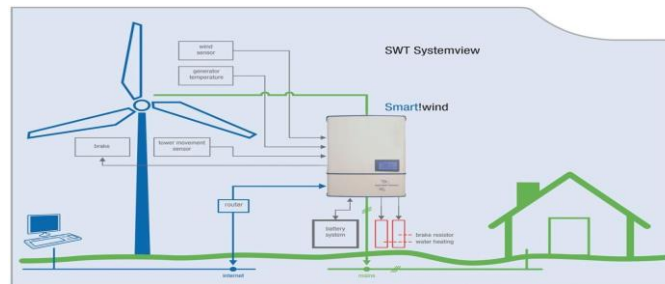 SWT Systemview
wind
sensor
generator
temperature
Smart!wind
brake
tower movement
sensor
router
battery
system
brake resistor
water heating
internet
mains